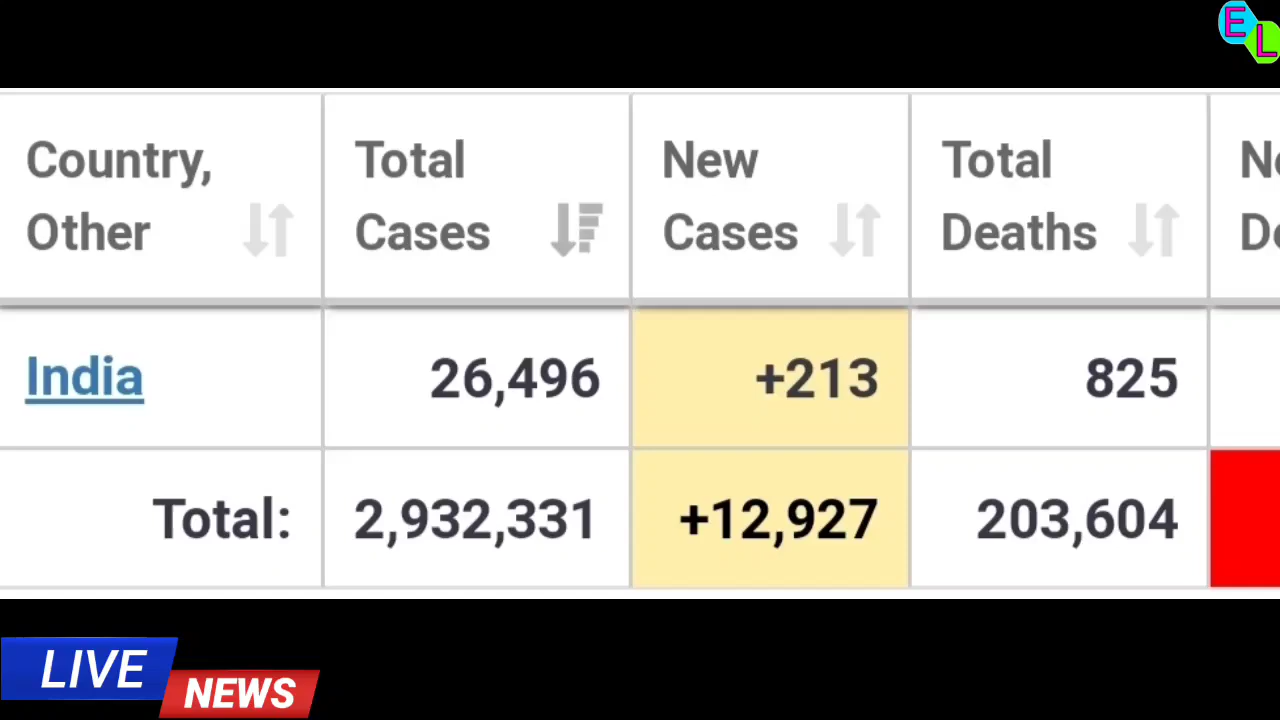 E
L
Country, Other
Total Cases
New Cases
Total Deaths
India 26,496 +213 825
Total: 2,932,331 +12,927 203,604
LIVE
NEWS